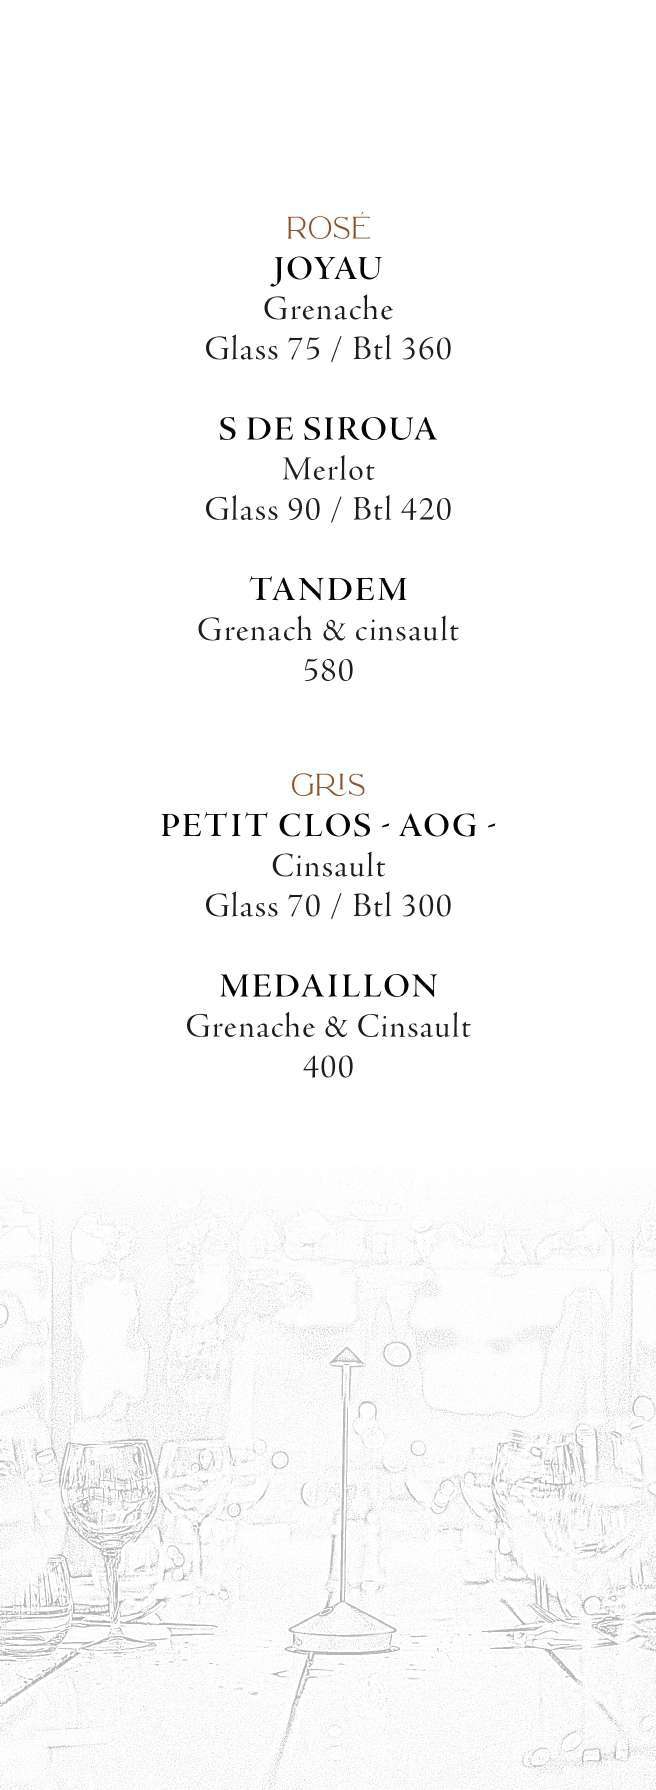 ROSÉ
JOYAU
Grenache
Glass 75 / Btl 360
S DE SIROUA
Merlot
Glass 90 / Btl 420
TANDEM
Grenach & cinsault
580
GRIS
PETIT CLOS - AOG -
Cinsault
Glass 70 / Btl 300
MEDAILLON
Grenache & Cinsault
400